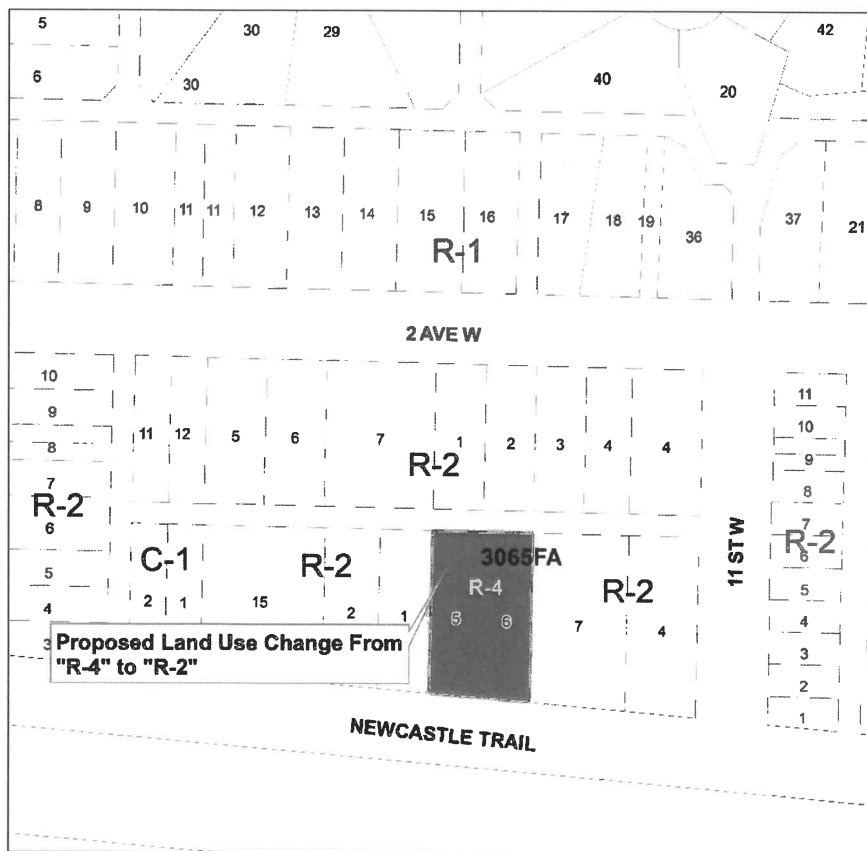 5
30
29
42
6
30
40
20
8 9 10 11 11 12 13 14 15 16 17 18 19 36 37 21
R-1
2 AVE W
10
9
8
7
R-2
6
5
4
3
11 12 5 6 7 1 2 3 4 4
R-2
11
10
9
8
7
R-2
6
5
4
3
2
1
C-1
2 1
R-2
15 2 1
3065FA
R-4
5 6
R-2
7 4
11 ST W
Proposed Land Use Change From
"R-4" to "R-2"
NEWCASTLE TRAIL